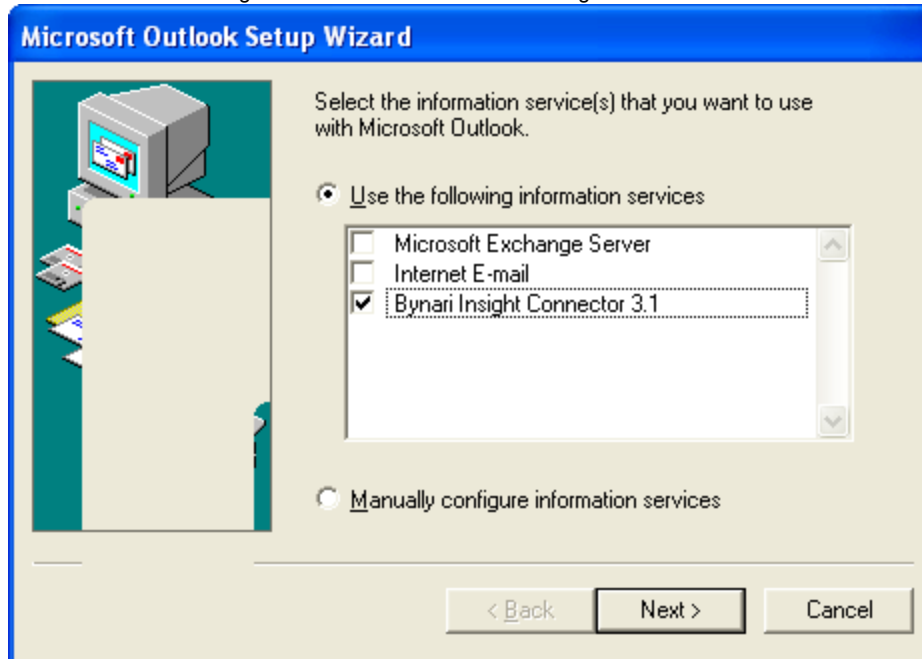 Microsoft Outlook Setup Wizard
Select the information service(s) that you want to use
with Microsoft Outlook.
Use the following information services
Microsoft Exchange Server
Internet E-mail
Bynari Insight Connector 3.1
Manually configure information services
< Back
Next >
Cancel